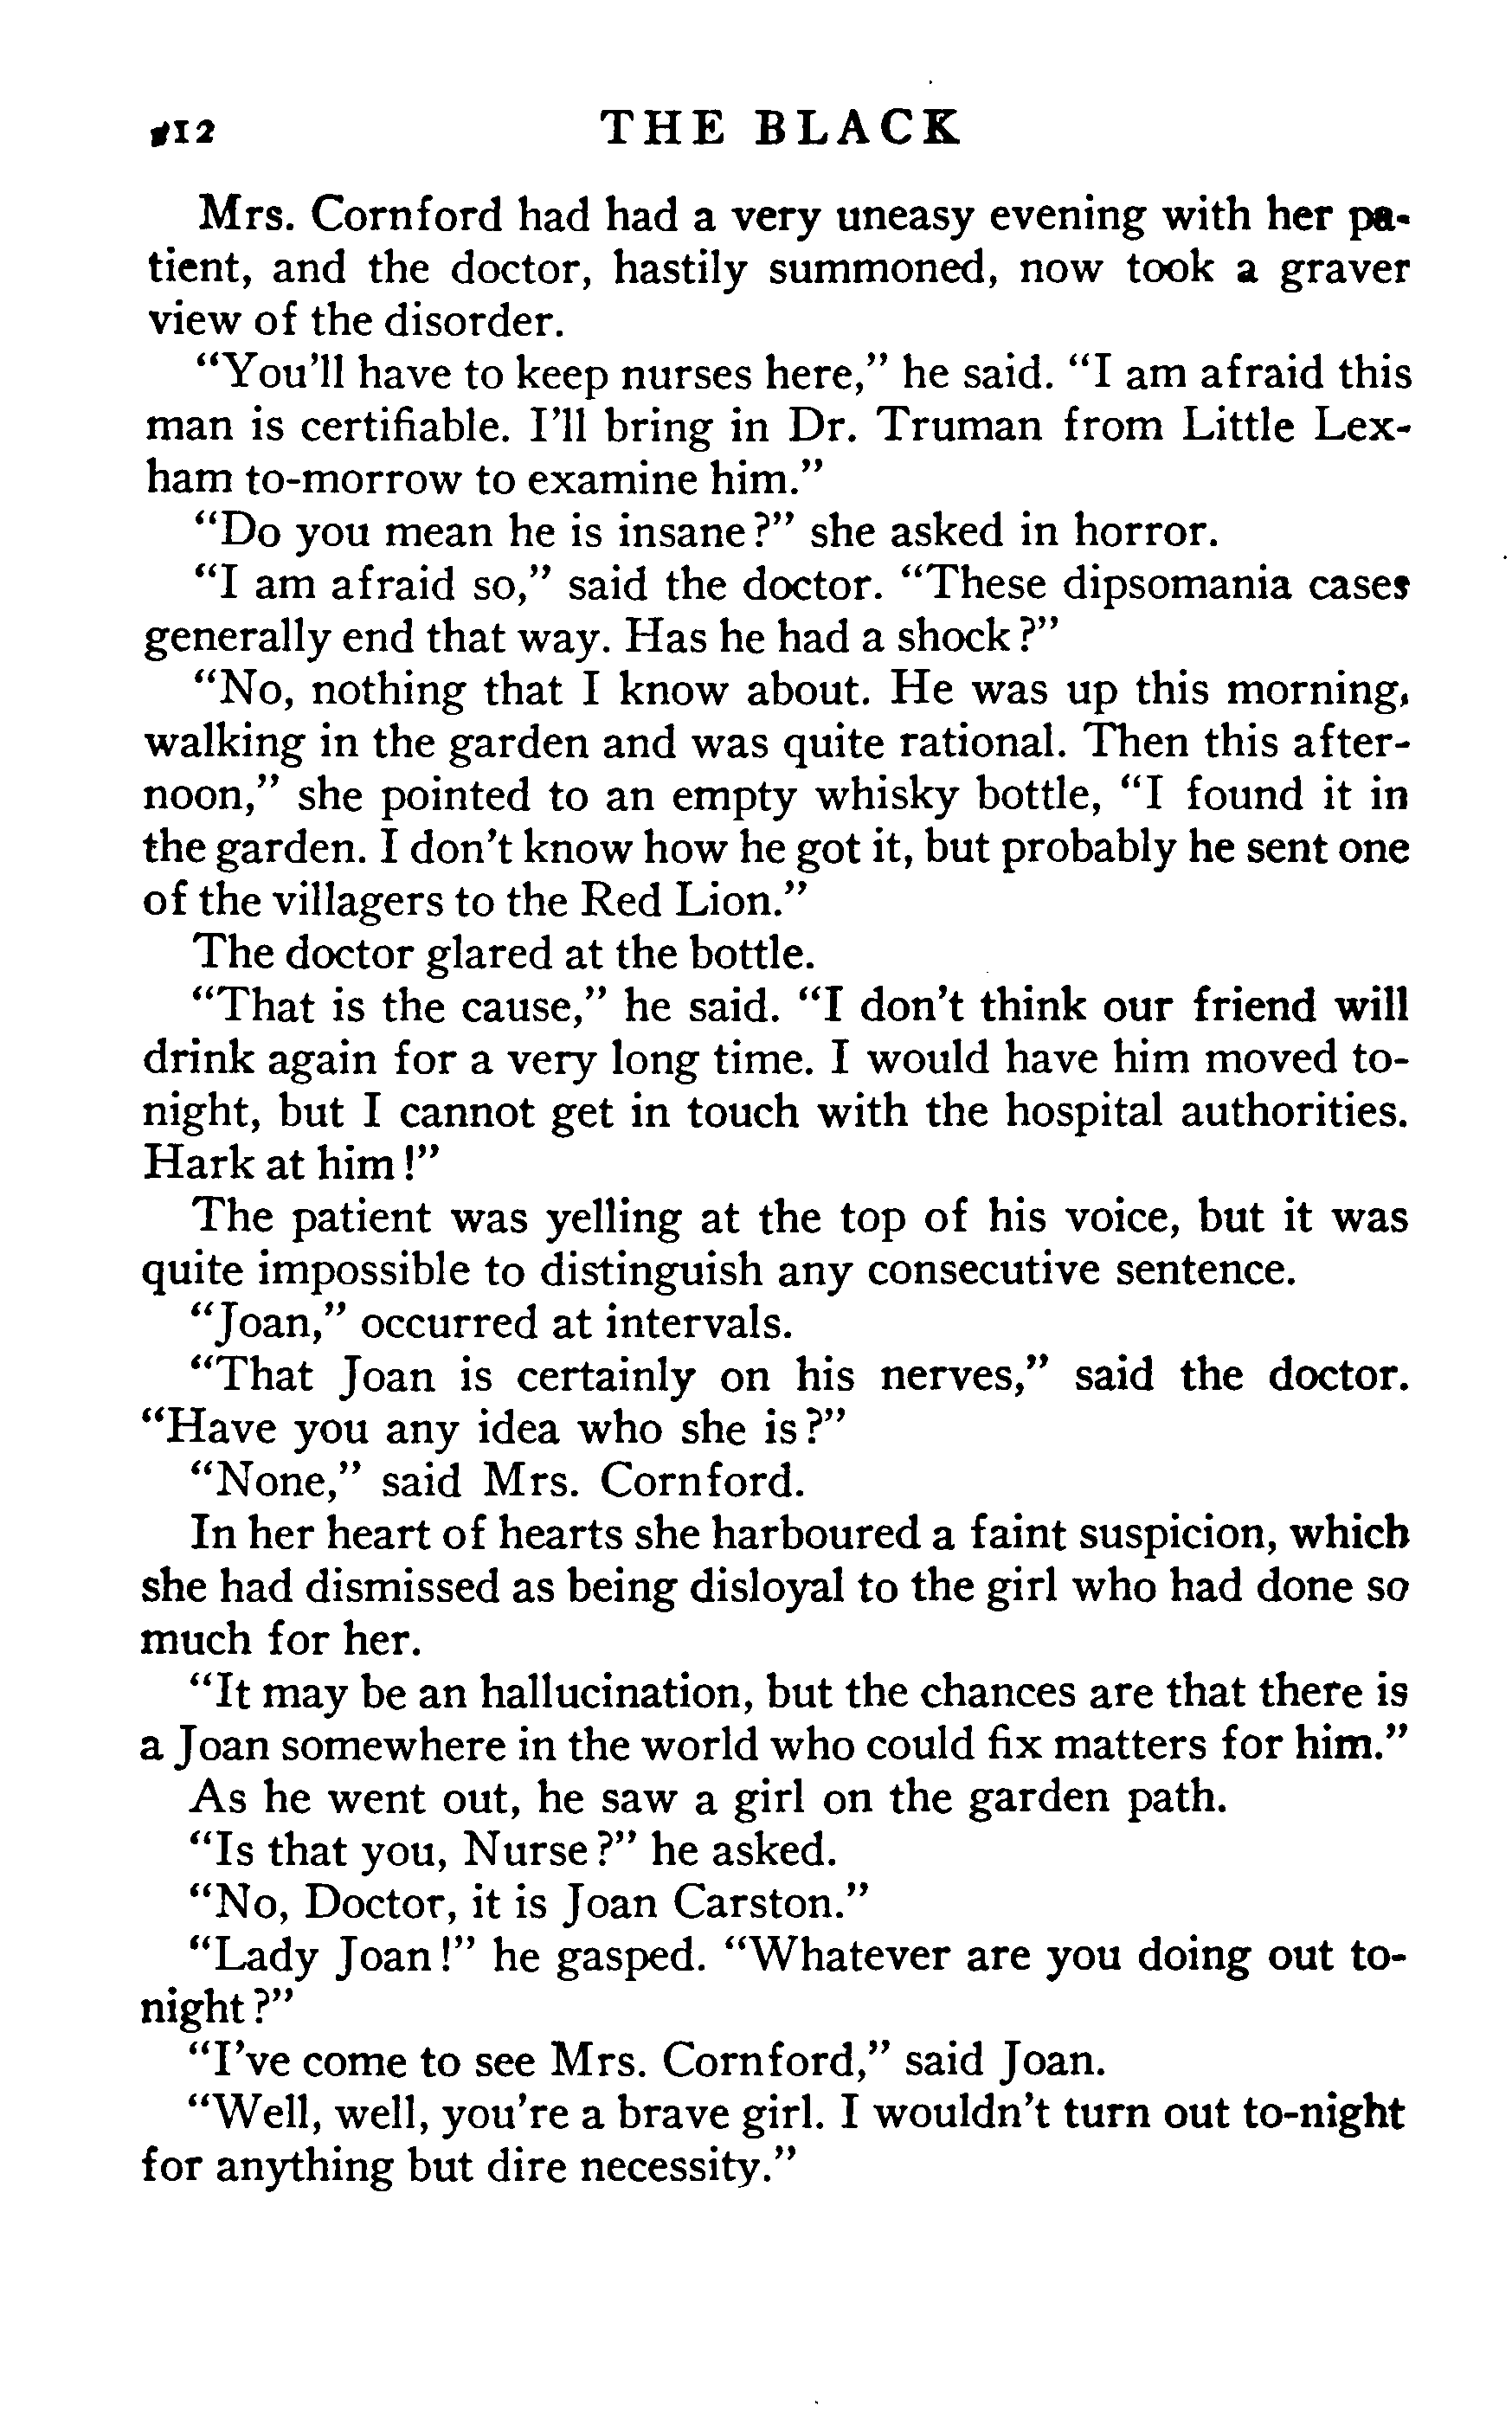 212 THE BLACK
Mrs. Cornford had had a very uneasy evening with her pa-
tient, and the doctor, hastily summoned, now took a graver
view of the disorder.
“You’ll have to keep nurses here,” he said. “I am afraid this
man is certifiable. I’ll bring in Dr. Truman from Little Lex-
ham to-morrow to examine him.”
“Do you mean he is insane?” she asked in horror.
“I am afraid so,” said the doctor. “These dipsomania cases
generally end that way. Has he had a shock?”
“No, nothing that I know about. He was up this morning,
walking in the garden and was quite rational. Then this after-
noon,” she pointed to an empty whisky bottle, “I found it in
the garden. I don’t know how he got it, but probably he sent one
of the villagers to the Red Lion.”
The doctor glared at the bottle.
“That is the cause,” he said. “I don’t think our friend will
drink again for a very long time. I would have him moved to-
night, but I cannot get in touch with the hospital authorities.
Hark at him!”
The patient was yelling at the top of his voice, but it was
quite impossible to distinguish any consecutive sentence.
“Joan,” occurred at intervals.
“That Joan is certainly on his nerves,” said the doctor.
“Have you any idea who she is?”
“None,” said Mrs. Cornford.
In her heart of hearts she harboured a faint suspicion, which
she had dismissed as being disloyal to the girl who had done so
much for her.
“It may be an hallucination, but the chances are that there is
a Joan somewhere in the world who could fix matters for him.”
As he went out, he saw a girl on the garden path.
“Is that you, Nurse?” he asked.
“No, Doctor, it is Joan Carston.”
“Lady Joan!” he gasped. “Whatever are you doing out to-
night?”
“I’ve come to see Mrs. Cornford,” said Joan.
“Well, well, you’re a brave girl. I wouldn’t turn out to-night
for anything but dire necessity.”